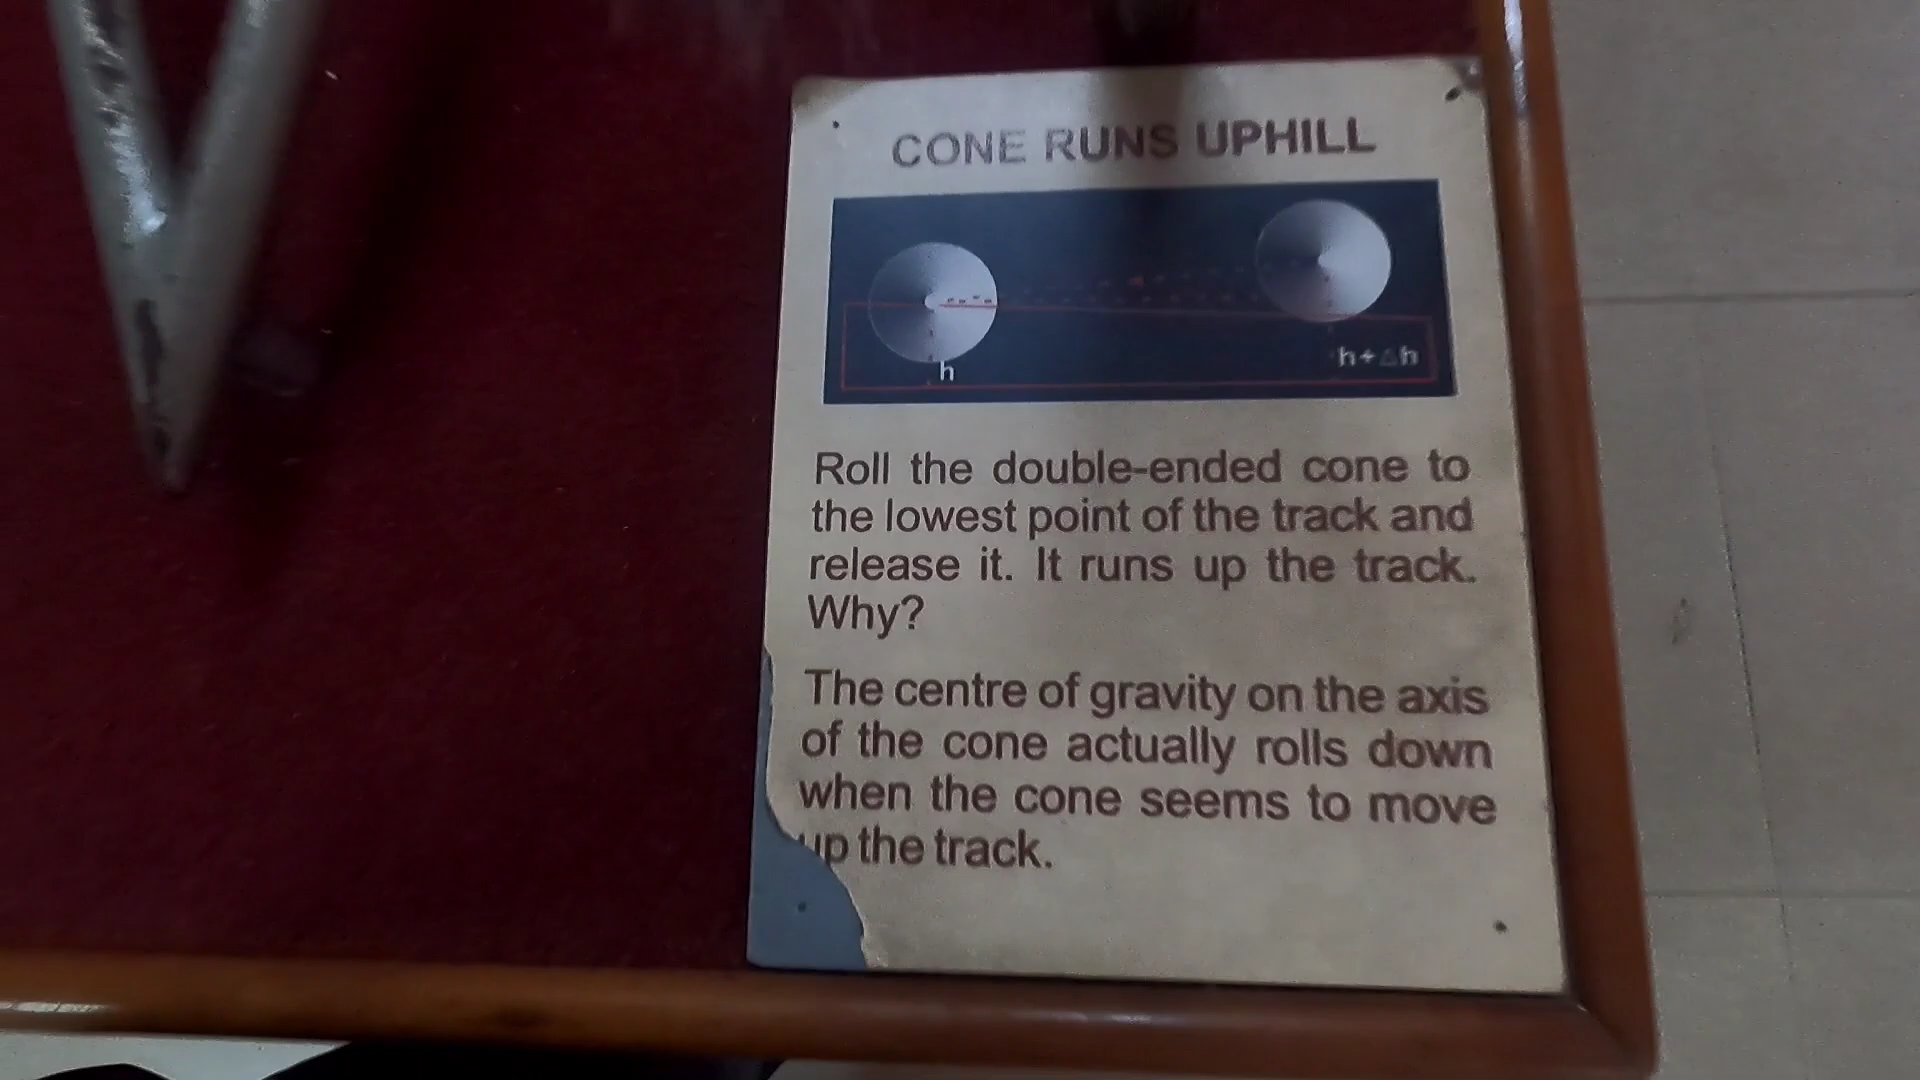 CONE RUNS UPHILL
h
h+Δh
Roll the double-ended cone to
the lowest point of the track and
release it. It runs up the track.
Why?
The centre of gravity on the axis
of the cone actually rolls down
when the cone seems to move
up the track.